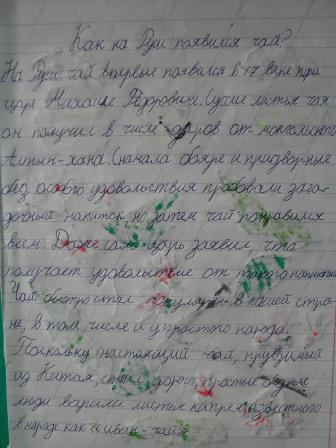 Как на Руси появился чай?
На Руси чай впервые появился в 17 веке при
царе Михаиле Фёдоровиче. Сухие листья чая
он получил в числе даров от монгольского
Алтын-хана. Сначала бояре и придворные
без особого удовольствия пробовали зага-
дочный напиток, но затем чай понравился
всем. Даже сам царь заявил, что
получает удовольствие от такого напитка.
Чай быстро стал популярен в нашей стра-
не, в том числе и у простого народа.
Поскольку настоящий чай, привозимый
из Китая, стоил дорого, простые бедные
люди варили листья кипрея, известного
в народе как "иван-чай".